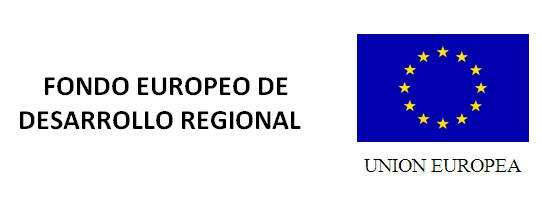 FONDO EUROPEO DE
DESARROLLO REGIONAL
UNION EUROPEA